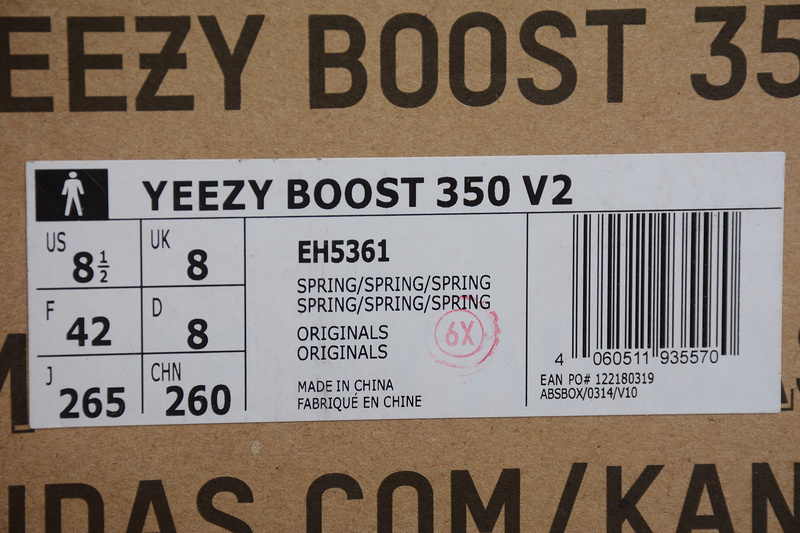 EEZY BOOST 35
YEEZY BOOST 350 V2
US 8½ UK 8
F 42 D 8
J 265 CHN 260
EH5361
SPRING/SPRING/SPRING
SPRING/SPRING/SPRING
ORIGINALS
ORIGINALS
6X
MADE IN CHINA
FABRIQUÉ EN CHINE
4 060511 935570
EAN PO# 122180319
ABSBOX/0314/V10
IDAS.COM/KAN